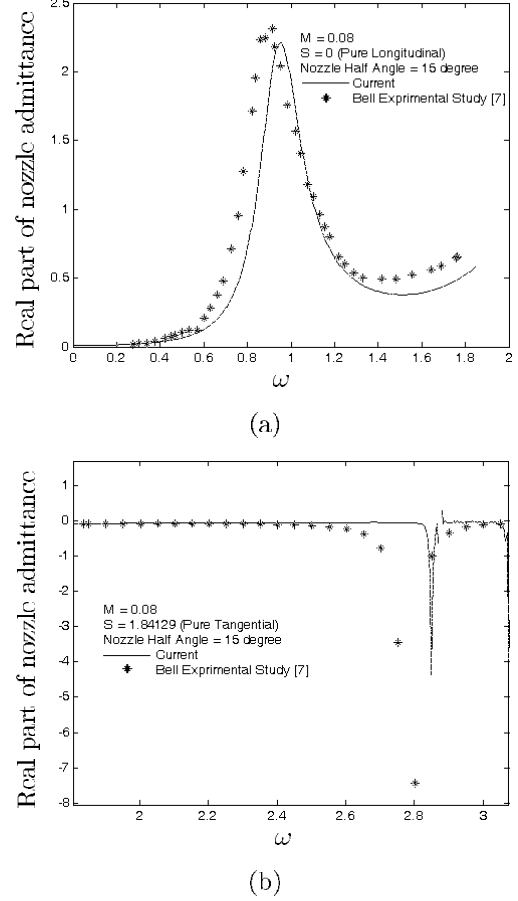 2.5
2
1.5
1
0.5
0
Real part of nozzle admittance
M = 0.08
S = 0 (Pure Longitudinal)
Nozzle Half Angle = 15 degree
Current
Bell Exprimental Study [7]
0 0.2 0.4 0.6 0.8 1 1.2 1.4 1.6 1.8 2
ω
(a)
1
0
-1
-2
-3
-4
-5
-6
-7
-8
Real part of nozzle admittance
M = 0.08
S = 1.84129 (Pure Tangential)
Nozzle Half Angle = 15 degree
Current
Bell Exprimental Study [7]
2 2.2 2.4 2.6 2.8 3
ω
(b)